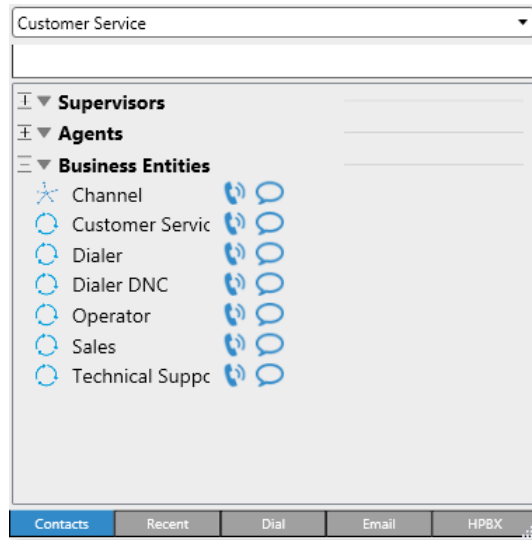 Customer Service
Supervisors
Agents
Business Entities
Channel
Customer Servic
Dialer
Dialer DNC
Operator
Sales
Technical Suppo
Contacts Recent Dial Email HPBX